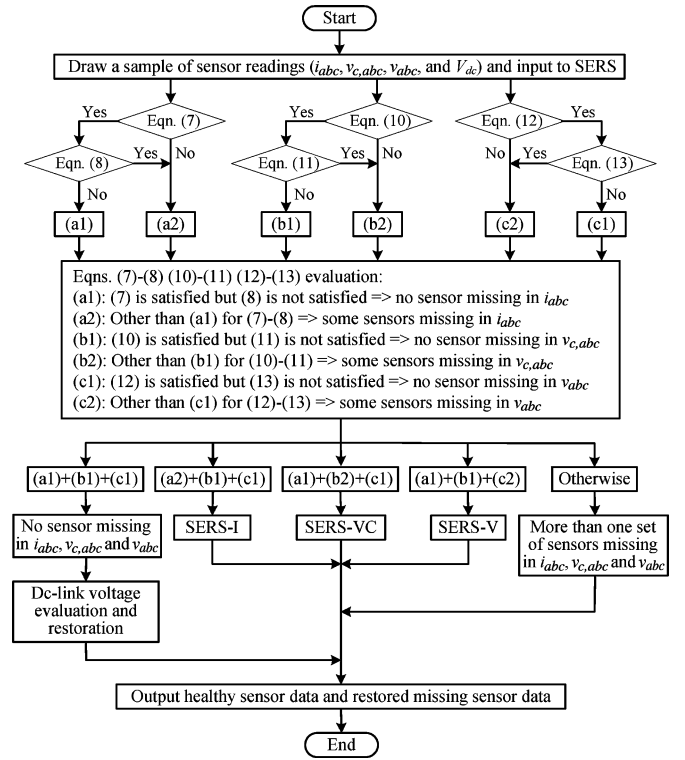 Start
Draw a sample of sensor readings (iabc, vc,abc, vabc, and Vdc) and input to SERS
Yes Eqn. (7) Yes Eqn. (10) Eqn. (12) Yes
Eqn. (8) Yes No Eqn. (11) Yes No No Yes Eqn. (13)
No No No
(a1) (a2) (b1) (b2) (c2) (c1)
Eqns. (7)-(8) (10)-(11) (12)-(13) evaluation:
(a1): (7) is satisfied but (8) is not satisfied => no sensor missing in iabc
(a2): Other than (a1) for (7)-(8) => some sensors missing in iabc
(b1): (10) is satisfied but (11) is not satisfied => no sensor missing in vc,abc
(b2): Other than (b1) for (10)-(11) => some sensors missing in vc,abc
(c1): (12) is satisfied but (13) is not satisfied => no sensor missing in vabc
(c2): Other than (c1) for (12)-(13) => some sensors missing in vabc
(a1)+(b1)+(c1) (a2)+(b1)+(c1) (a1)+(b2)+(c1) (a1)+(b1)+(c2) Otherwise
No sensor missing
in iabc, vc,abc and vabc
SERS-I
SERS-VC
SERS-V
More than one set
of sensors missing
in iabc, vc,abc and vabc
Dc-link voltage
evaluation and
restoration
Output healthy sensor data and restored missing sensor data
End